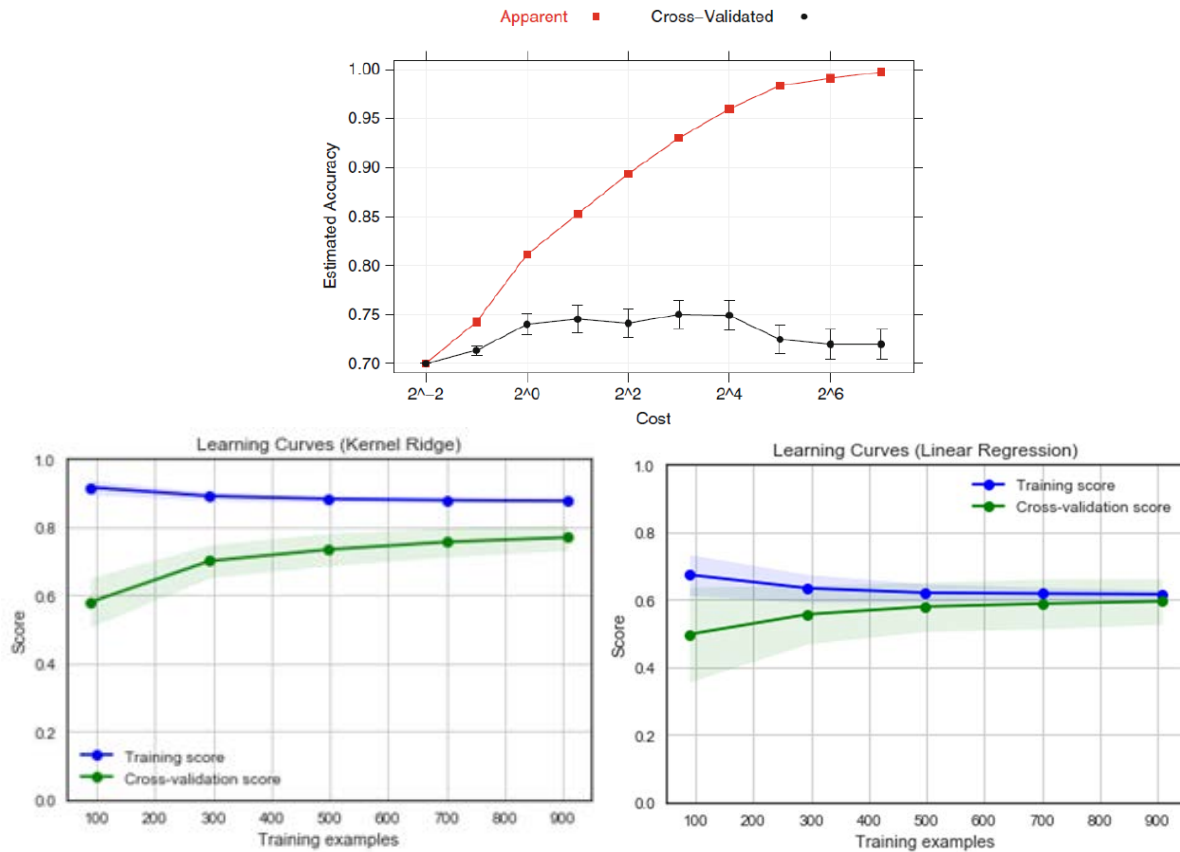 Apparent Cross-Validated
1.00
0.95
0.90
0.85
0.80
0.75
0.70
Estimated Accuracy
2^-2 2^0 2^2 2^4 2^6
Cost
Learning Curves (Kernel Ridge)
1.0
0.8
0.6
0.4
0.2
0.0
Score
Training score
Cross-validation score
100 200 300 400 500 600 700 800 900
Training examples
Learning Curves (Linear Regression)
1.0
0.8
0.6
0.4
0.2
0.0
Score
Training score
Cross-validation score
100 200 300 400 500 600 700 800 900
Training examples